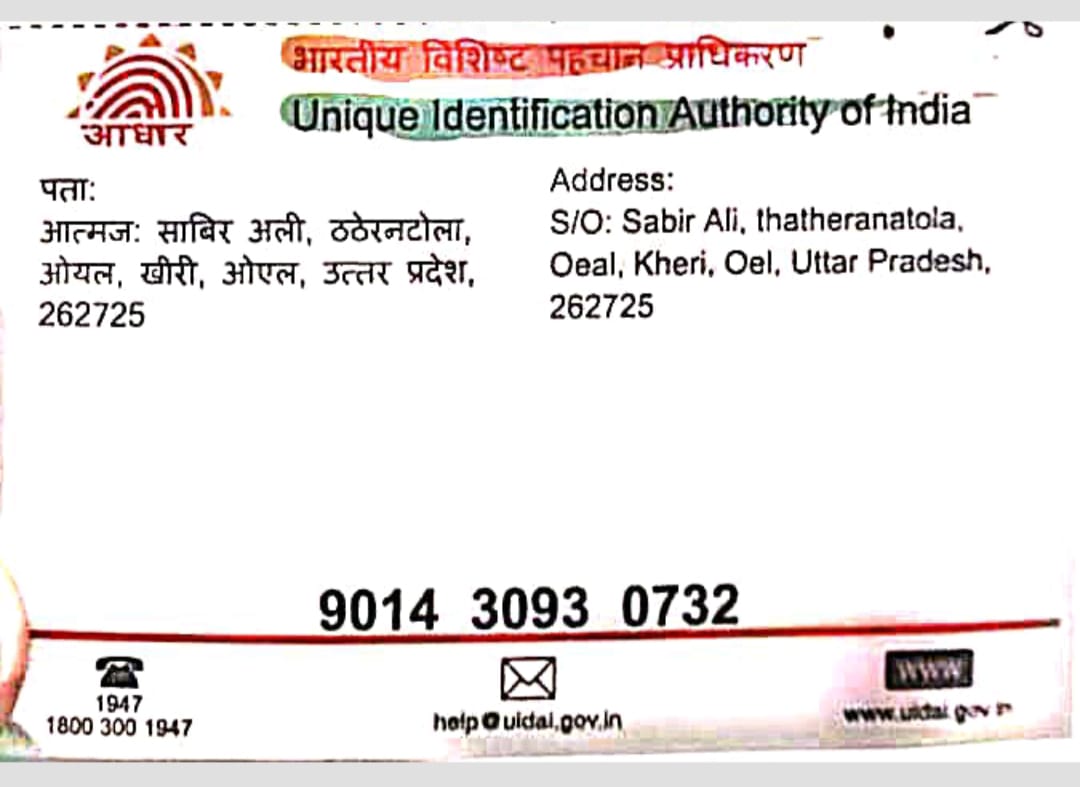 भारतीय विशिष्ट पहचान प्राधिकरण
Unique Identification Authority of India
आधार
पता:
आत्मज: साबिर अली, ठठेरनटोला,
ओयल, खीरी, ओएल, उत्तर प्रदेश,
262725
Address:
S/O: Sabir Ali, thatheranatola,
Oeal, Kheri, Oel, Uttar Pradesh,
262725
9014 3093 0732
1947
1800 300 1947
help@uidai.gov.in
www
www.uidai.gov.in